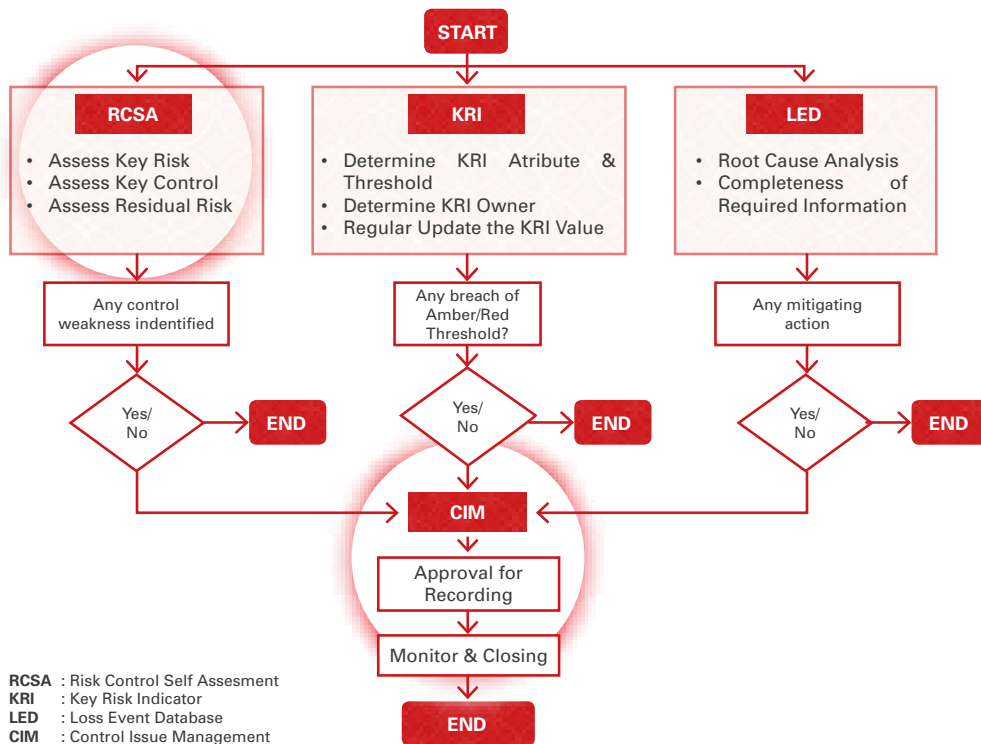 START
RCSA
• Assess Key Risk
• Assess Key Control
• Assess Residual Risk
KRI
• Determine KRI Atribute &
Threshold
• Determine KRI Owner
• Regular Update the KRI Value
LED
• Root Cause Analysis
• Completeness of
Required Information
Any control
weakness indentified
Any breach of
Amber/Red
Threshold?
Any mitigating
action
Yes/
No
END
Yes/
No
END
Yes/
No
END
CIM
Approval for
Recording
Monitor & Closing
END
RCSA : Risk Control Self Assesment
KRI : Key Risk Indicator
LED : Loss Event Database
CIM : Control Issue Management